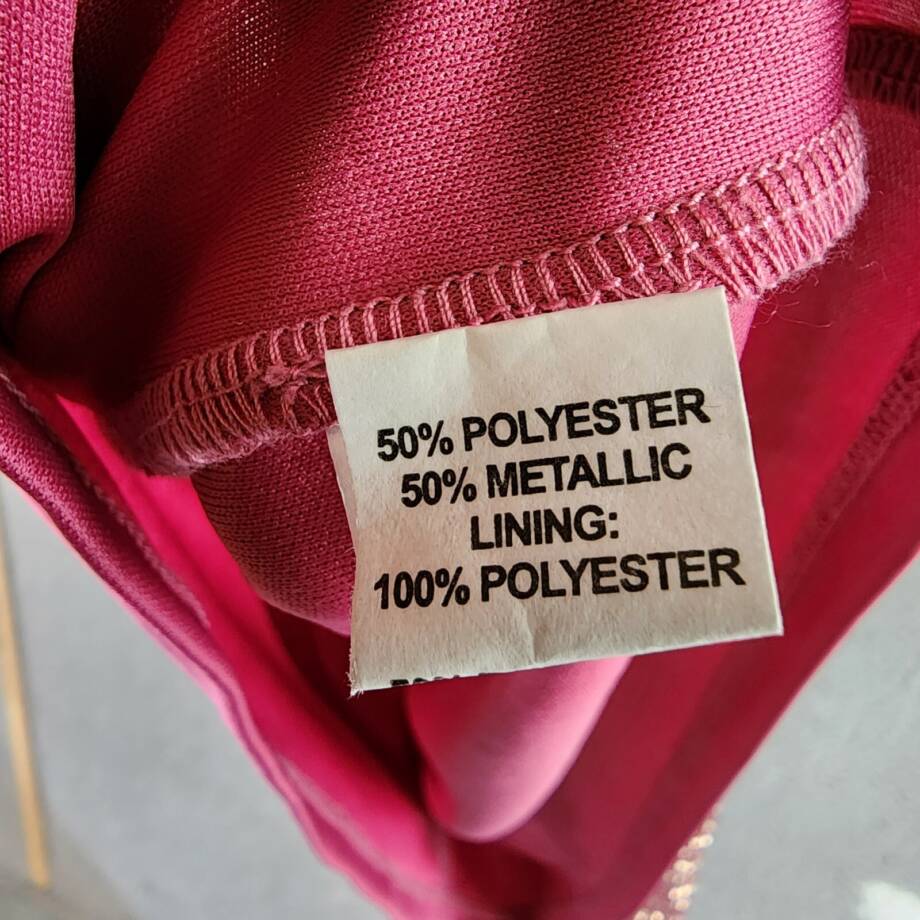 50% POLYESTER
50% METALLIC
LINING:
100% POLYESTER